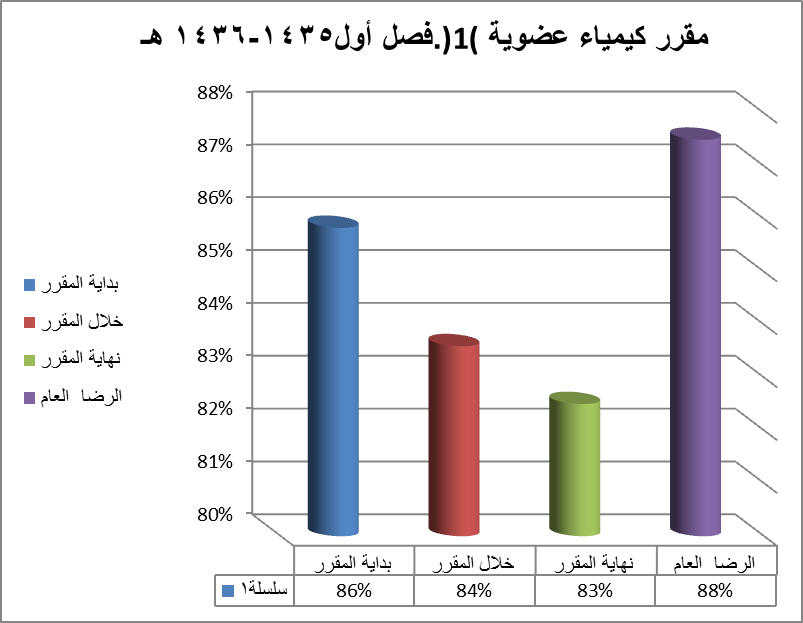 مقرر كيمياء عضوية )1(.فصل أول١٤٣٥-١٤٣٦ هـ
88%
87%
86%
85%
84%
83%
82%
81%
80%
بداية المقرر
خلال المقرر
نهاية المقرر
الرضا العام
بداية المقرر خلال المقرر نهاية المقرر الرضا العام
سلسلة١ 86% 84% 83% 88%